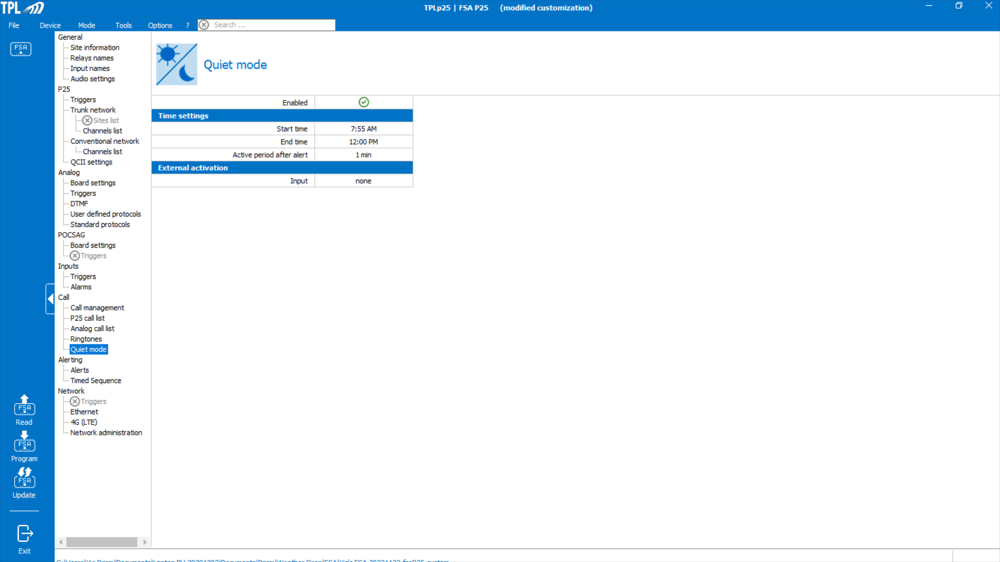 TPL
TPLp25 | FSA P25 (modified customization)
File Device Mode Tools Options ? Search ...
FSA
General
Site information
Relays names
Input names
Audio settings
P25
Triggers
Trunk network
Sites list
Channels list
Conventional network
Channels list
QCII settings
Analog
Board settings
Triggers
DTMF
User defined protocols
Standard protocols
POCSAG
Board settings
Triggers
Inputs
Triggers
Alarms
Call
Call management
P25 call list
Analog call list
Ringtones
Quiet mode
Alerting
Alerts
Timed Sequence
Network
Triggers
Ethernet
4G (LTE)
Network administration
FSA
Read
FSA
Program
FSA
Update
Exit
Quiet mode
Enabled
Time settings
Start time 7:55 AM
End time 12:00 PM
Active period after alert 1 min
External activation
Input none